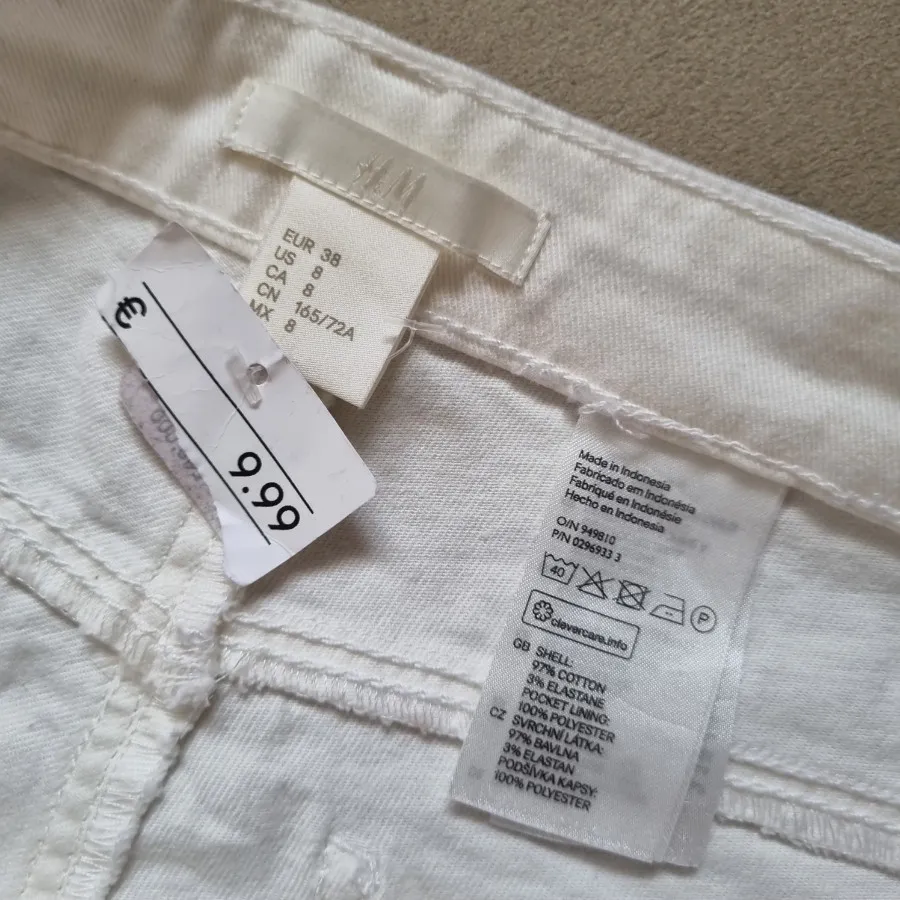 H&M
EUR 38
US 8
CA 8
CN 165/72A
MX 8
€
9.99
Made in Indonesia
Fabricado em Indonésia
Fabriqué en Indonésie
Hecho en Indonesia
O/N 949810
P/N 0296933 3
40
P
clevercare.info
GB SHELL:
97% COTTON
3% ELASTANE
POCKET LINING:
100% POLYESTER
CZ SVRCHNÍ LÁTKA:
97% BAVLNA
3% ELASTAN
PODŠÍVKA KAPSY:
100% POLYESTER